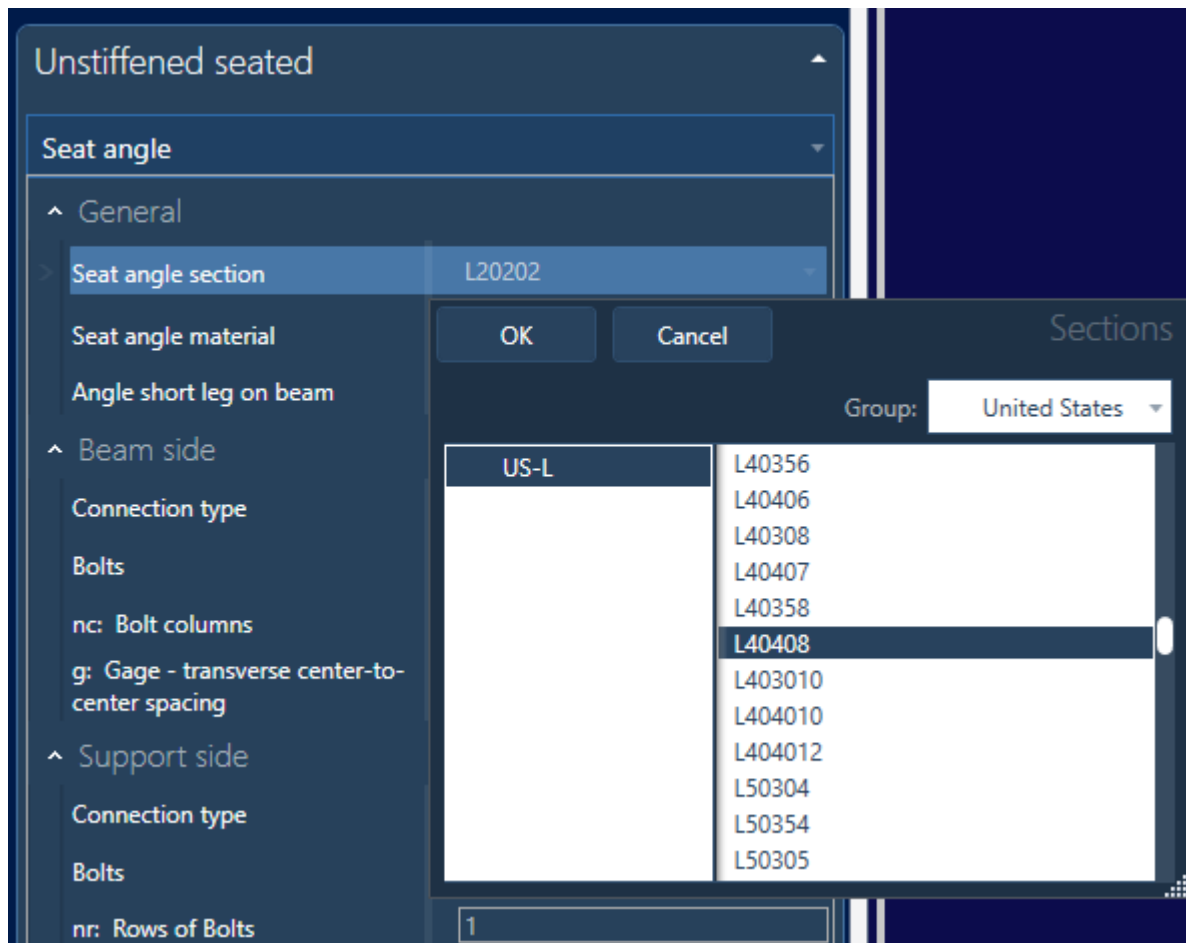 Unstiffened seated
Seat angle
General
Seat angle section L20202
Seat angle material
Angle short leg on beam
Beam side
Connection type
Bolts
nc: Bolt columns
g: Gage - transverse center-to-
center spacing
Support side
Connection type
Bolts
nr: Rows of Bolts 1
OK Cancel Sections
Group: United States
US-L
L40356
L40406
L40308
L40407
L40358
L40408
L403010
L404010
L404012
L50304
L50354
L50305